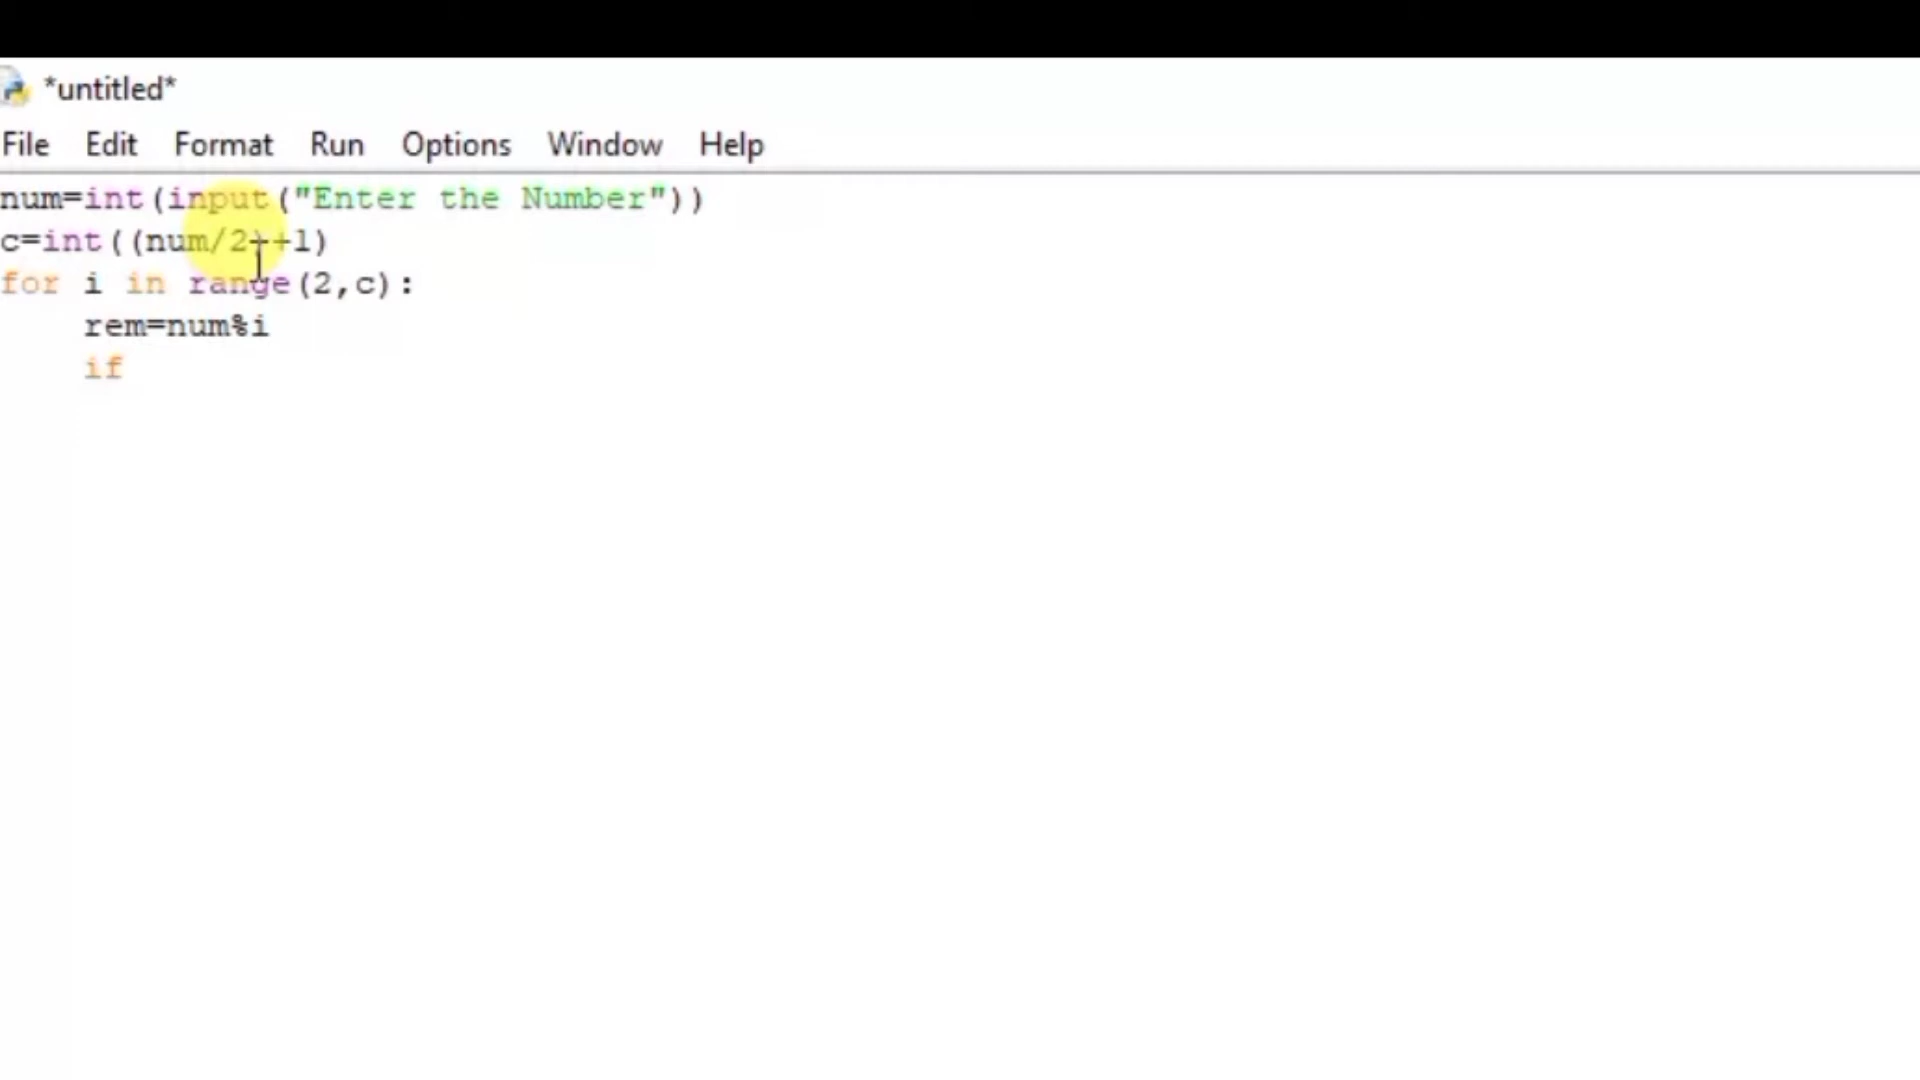 *untitled*
File Edit Format Run Options Window Help
num=int(input("Enter the Number"))
c=int((num/2)+1)
for i in range(2,c):
    rem=num%i
    if